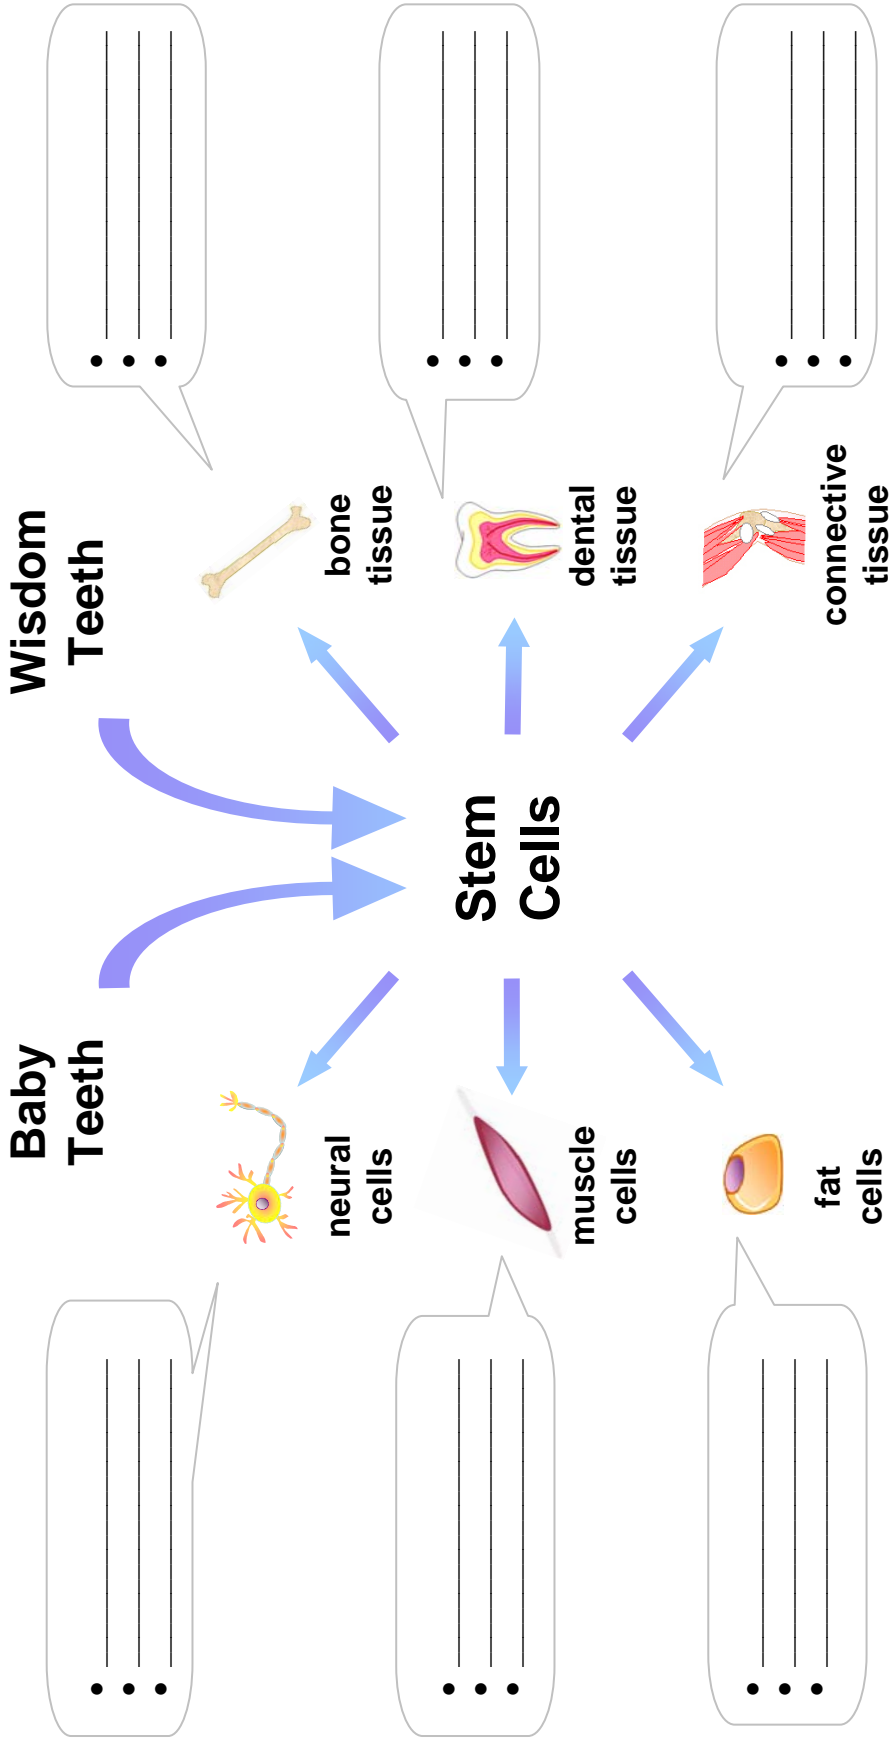 Baby
Teeth
Wisdom
Teeth
Stem
Cells
neural
cells
bone
tissue
muscle
cells
dental
tissue
fat
cells
connective
tissue